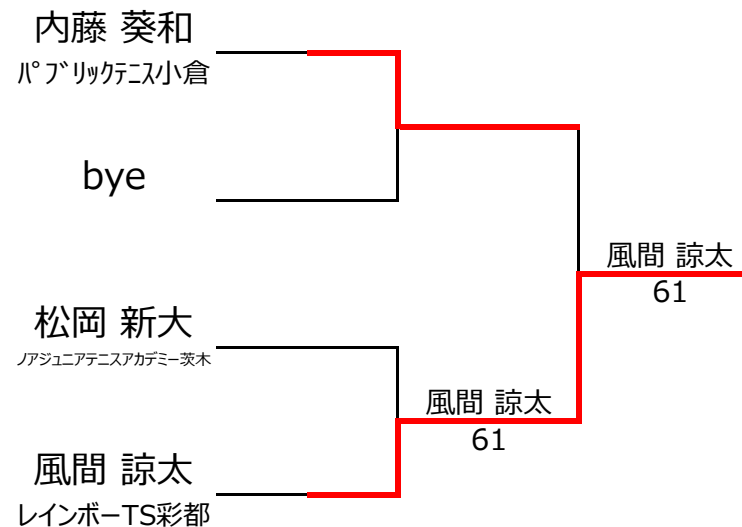 内藤 葵和
パブリックテニス小倉
bye
風間 諒太
61
松岡 新大
ノアジュニアテニスアカデミー茨木
風間 諒太
61
風間 諒太
レインボーTS彩都